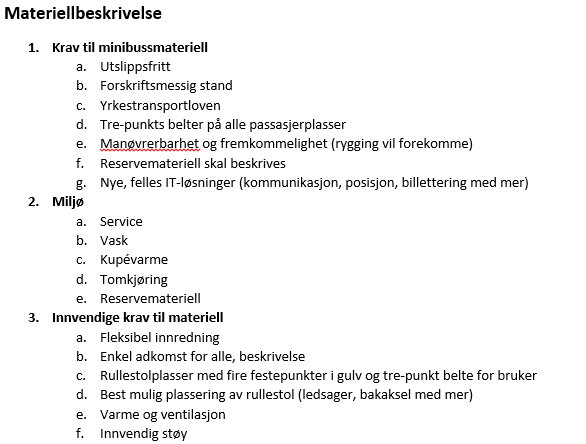 Materiellbeskrivelse
1. Krav til minibussmateriell
a. Utslippsfritt
b. Forskriftsmessig stand
c. Yrkestransportloven
d. Tre-punkts belter på alle passasjerplasser
e. Manøvrerbarhet og fremkommelighet (rygging vil forekomme)
f. Reservemateriell skal beskrives
g. Nye, felles IT-løsninger (kommunikasjon, posisjon, billettering med mer)
2. Miljø
a. Service
b. Vask
c. Kupévarme
d. Tomkjøring
e. Reservemateriell
3. Innvendige krav til materiell
a. Fleksibel innredning
b. Enkel adkomst for alle, beskrivelse
c. Rullestolplasser med fire festepunkter i gulv og tre-punkt belte for bruker
d. Best mulig plassering av rullestol (ledsager, bakaksel med mer)
e. Varme og ventilasjon
f. Innvendig støy